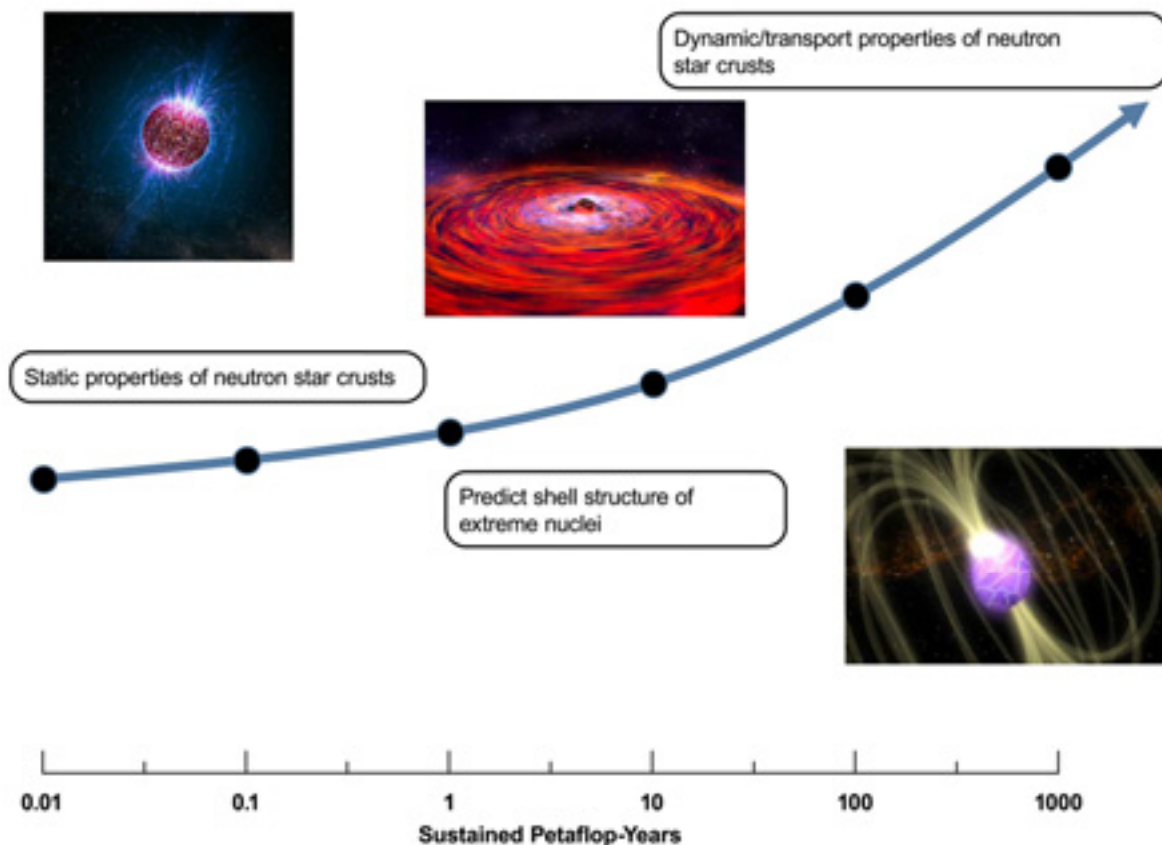 Dynamic/transport properties of neutron
star crusts
Static properties of neutron star crusts
Predict shell structure of
extreme nuclei
0.01
0.1
1
10
100
1000
Sustained Petaflop-Years